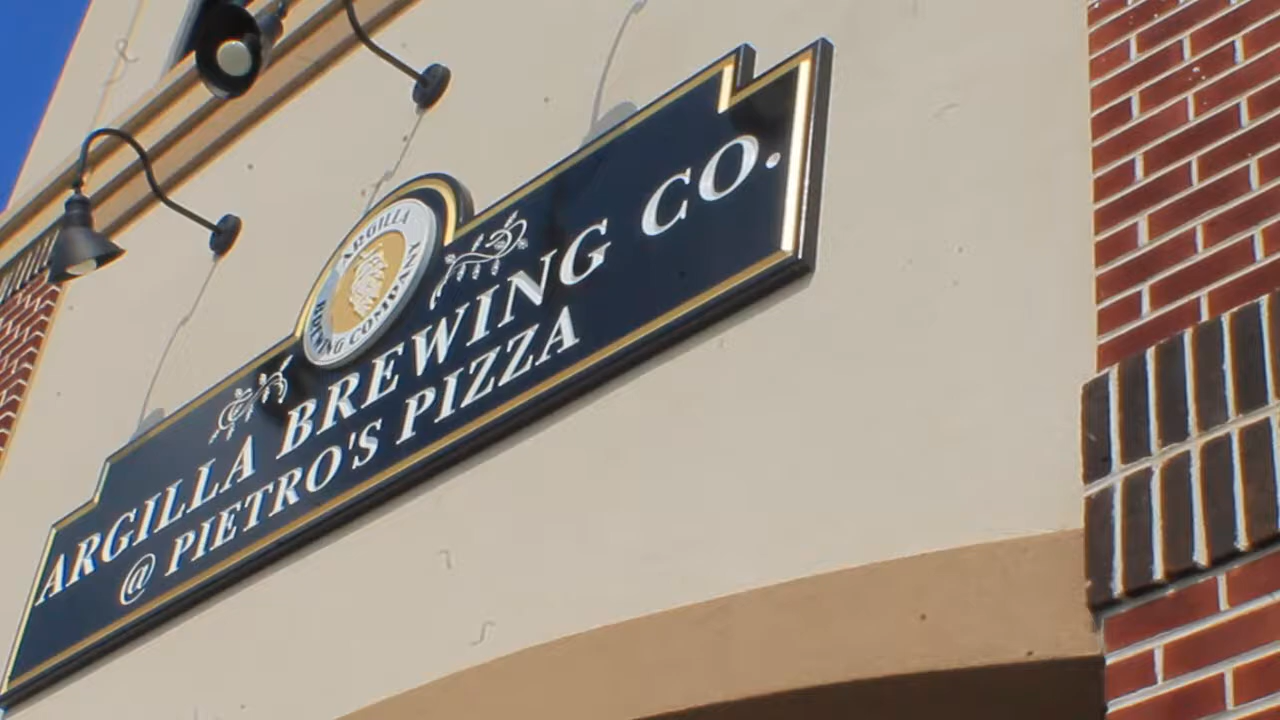 ARGILLA
BREWING COMPANY
ARGILLA BREWING CO.
@ PIETRO'S PIZZA